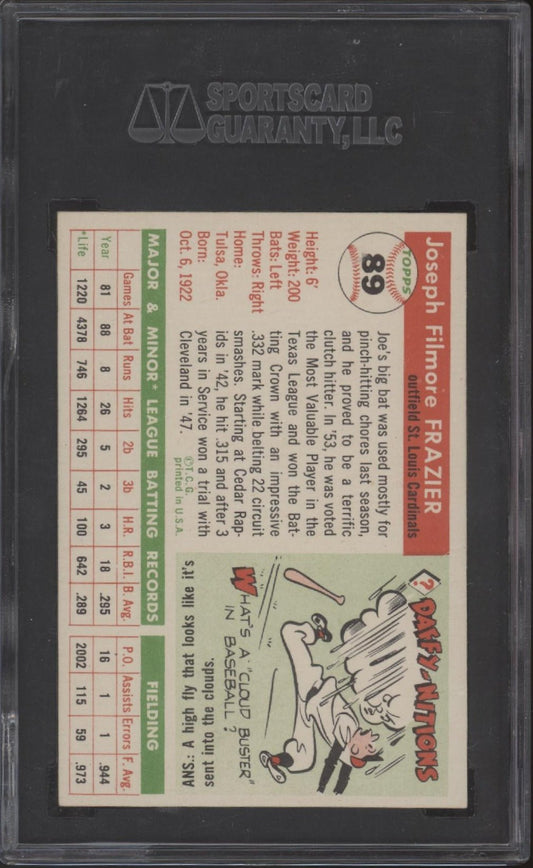 SPORTSCARD
GUARANTY, LLC
TOPPS
89
Joseph Filmore FRAZIER
outfield St. Louis Cardinals
Height: 6'
Weight: 200
Bats: Left
Throws: Right
Home:
Tulsa, Okla.
Born:
Oct. 6, 1922
Joe's big bat was used mostly for
pinch-hitting chores last season,
and he proved to be a terrific
clutch hitter. In '53, he was voted
the Most Valuable Player in the
Texas League and won the Bat-
ting Crown with an impressive
.332 mark while belting 22 circuit
smashes. Starting at Cedar Rap-
ids in '42, he hit .315 and after 3
years in Service won a trial with
Cleveland in '47.
©T.C.G.
printed in U.S.A.
?
DAFFY-NITIONS
WHAT'S A "CLOUD BUSTER"
IN BASEBALL?
ANS.: A high fly that looks like it's
sent into the clouds.
MAJOR & MINOR* LEAGUE BATTING RECORDS FIELDING
Games At Bat Runs Hits 2b 3b H.R. R.B.I. B. Avg. P.O. Assists Errors F. Avg.
Year 81 88 8 26 5 2 3 18 .295 16 1 1 .944
*Life 1220 4378 746 1264 295 45 100 642 .289 2002 115 59 .973